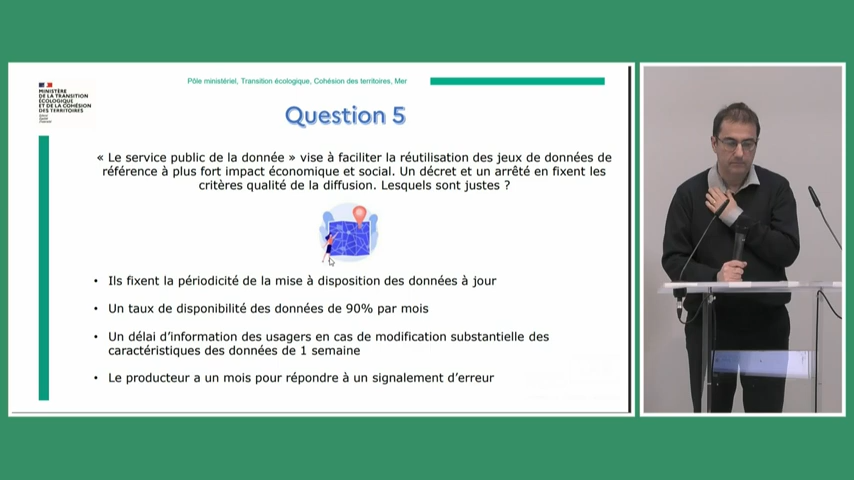 MINISTÈRE
DE LA TRANSITION
ÉCOLOGIQUE
ET DE LA COHÉSION
DES TERRITOIRES
Pôle ministériel, Transition écologique, Cohésion des territoires, Mer
Question 5
« Le service public de la donnée » vise à faciliter la réutilisation des jeux de données de
référence à plus fort impact économique et social. Un décret et un arrêté en fixent les
critères qualité de la diffusion. Lesquels sont justes ?
• Ils fixent la périodicité de la mise à disposition des données à jour
• Un taux de disponibilité des données de 90% par mois
• Un délai d’information des usagers en cas de modification substantielle des
caractéristiques des données de 1 semaine
• Le producteur a un mois pour répondre à un signalement d’erreur